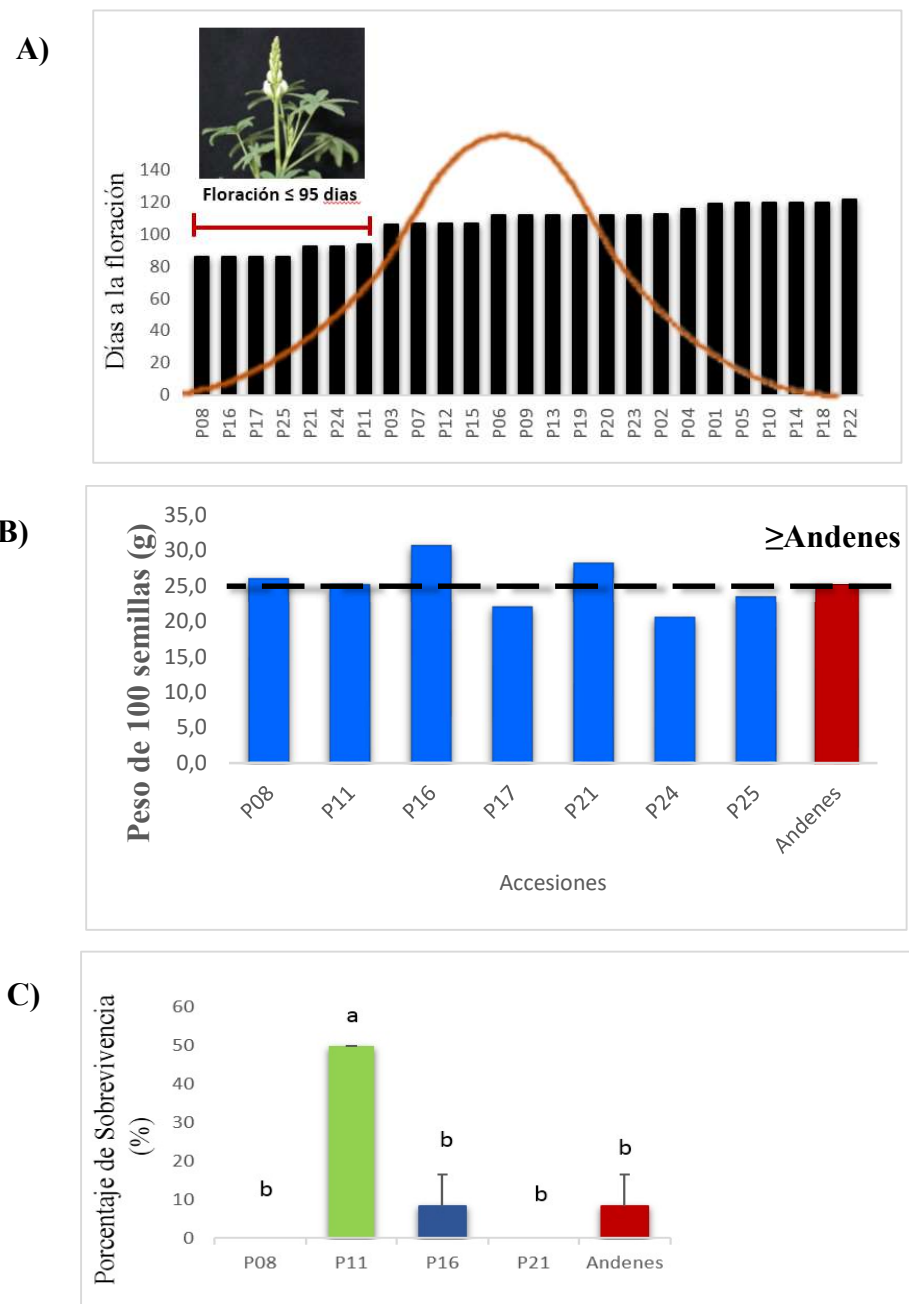 A)
Floración ≤ 95 dias
Días a la floración
140
120
100
80
60
40
20
0
P08 P16 P17 P25 P21 P24 P11 P03 P07 P12 P15 P06 P09 P13 P19 P20 P23 P02 P04 P01 P05 P10 P14 P18 P22
B)
≥Andenes
Peso de 100 semillas (g)
35,0
30,0
25,0
20,0
15,0
10,0
5,0
0,0
P08 P11 P16 P17 P21 P24 P25 Andenes
Accesiones
C)
Porcentaje de Sobrevivencia
(%)
60
50
40
30
20
10
0
b a b b b
P08 P11 P16 P21 Andenes